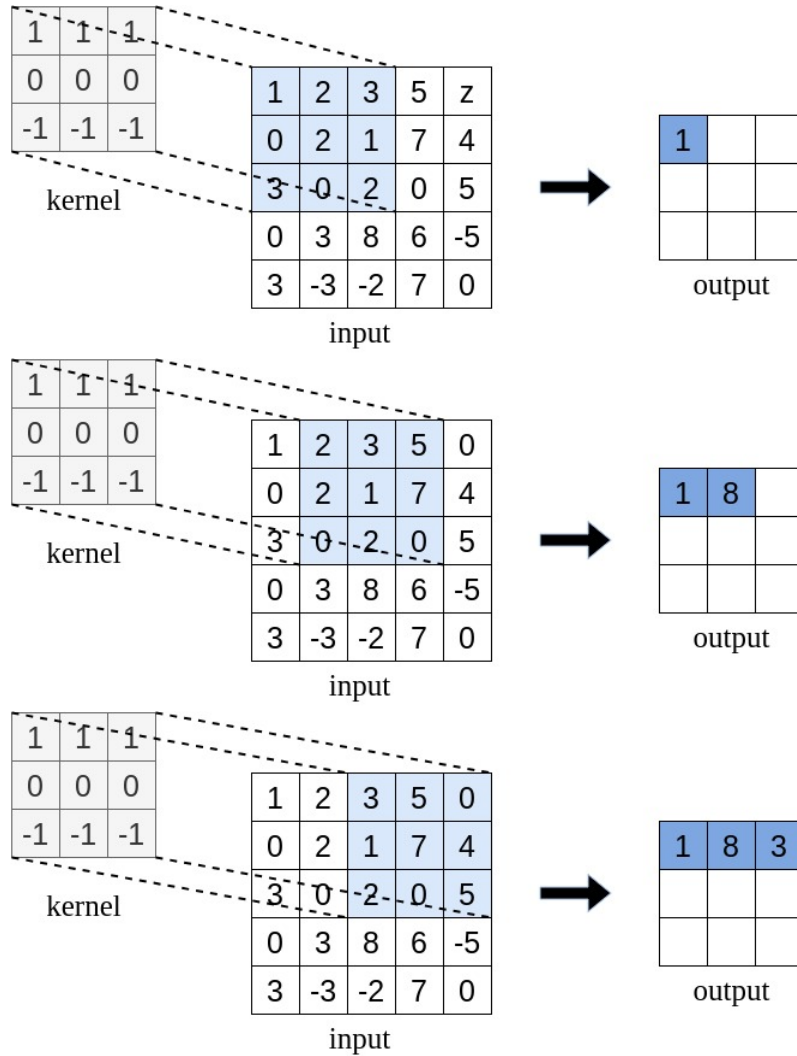 1 1 1
0 0 0
-1 -1 -1
kernel
1 2 3 5 z
0 2 1 7 4
3 0 2 0 5
0 3 8 6 -5
3 -3 -2 7 0
input
1
output
1 1 1
0 0 0
-1 -1 -1
kernel
1 2 3 5 0
0 2 1 7 4
3 0 2 0 5
0 3 8 6 -5
3 -3 -2 7 0
input
1 8
output
1 1 1
0 0 0
-1 -1 -1
kernel
1 2 3 5 0
0 2 1 7 4
3 0 2 0 5
0 3 8 6 -5
3 -3 -2 7 0
input
1 8 3
output